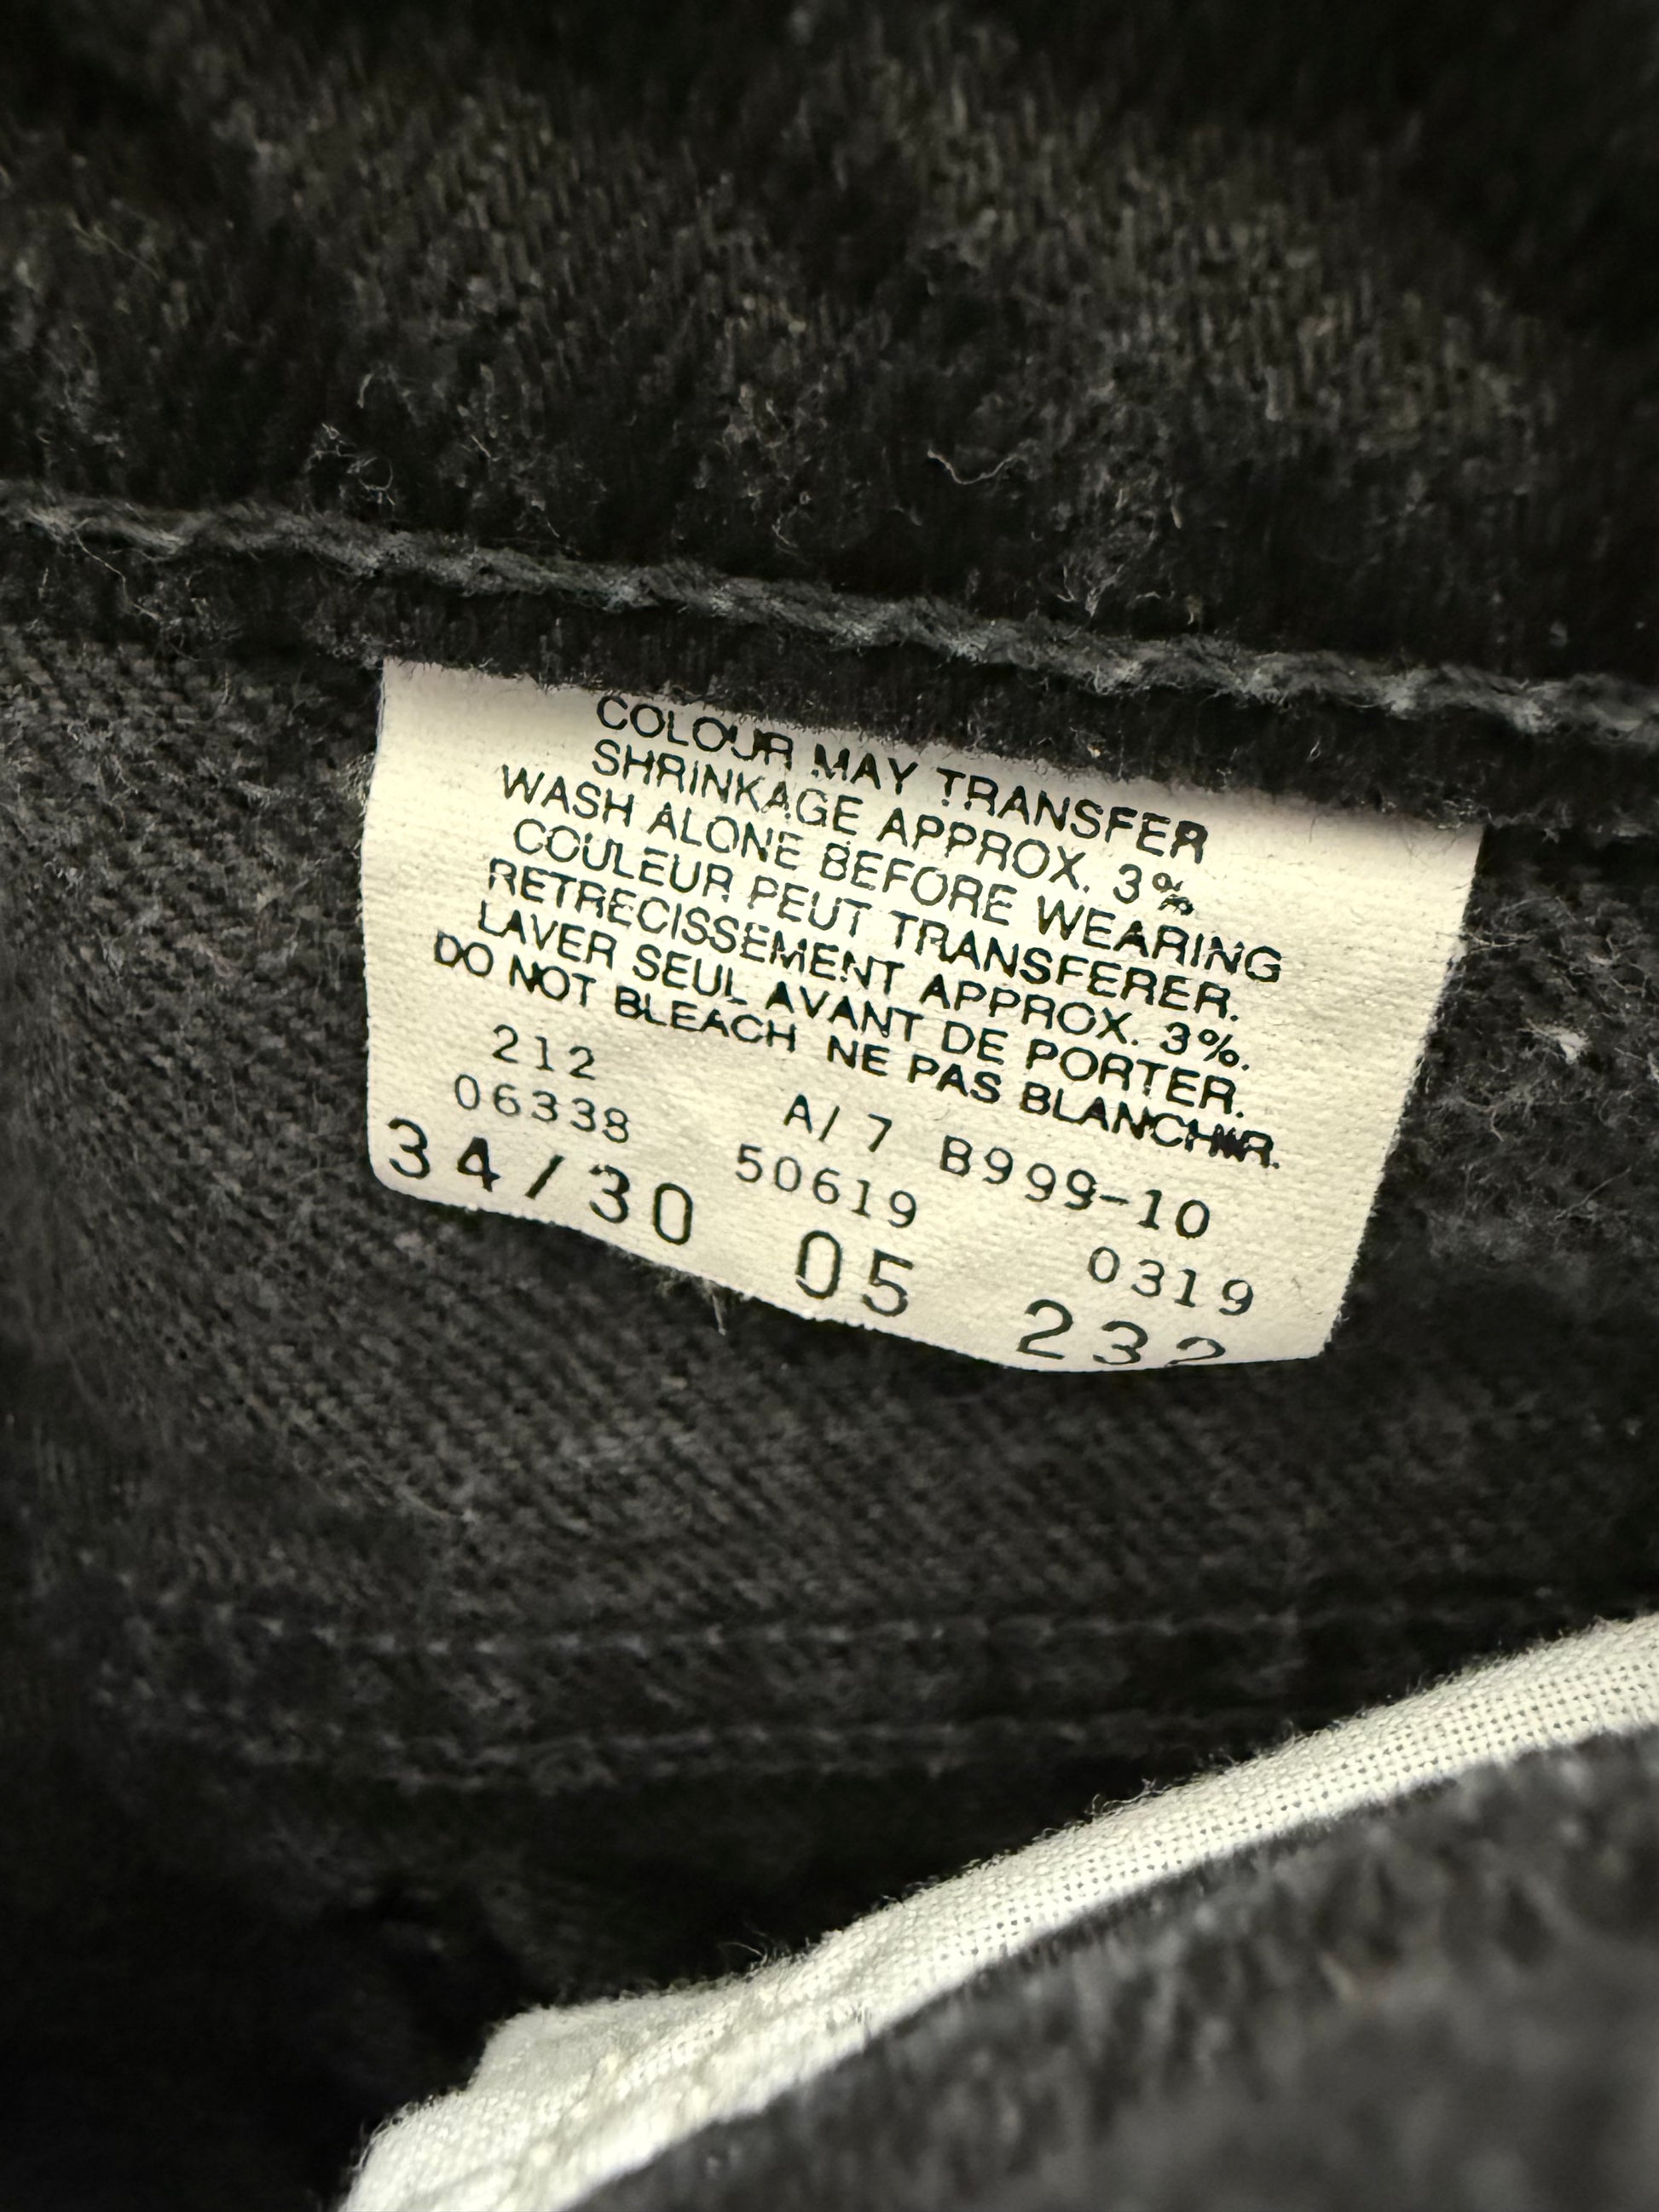 COLOUR MAY TRANSFER
SHRINKAGE APPROX. 3%
WASH ALONE BEFORE WEARING
COULEUR PEUT TRANSFERER.
RETRECISSEMENT APPROX. 3%.
LAVER SEUL AVANT DE PORTER.
DO NOT BLEACH NE PAS BLANCHIR.
212 A/ 7 B999-10
06338 50619 0319
34/30 05 232